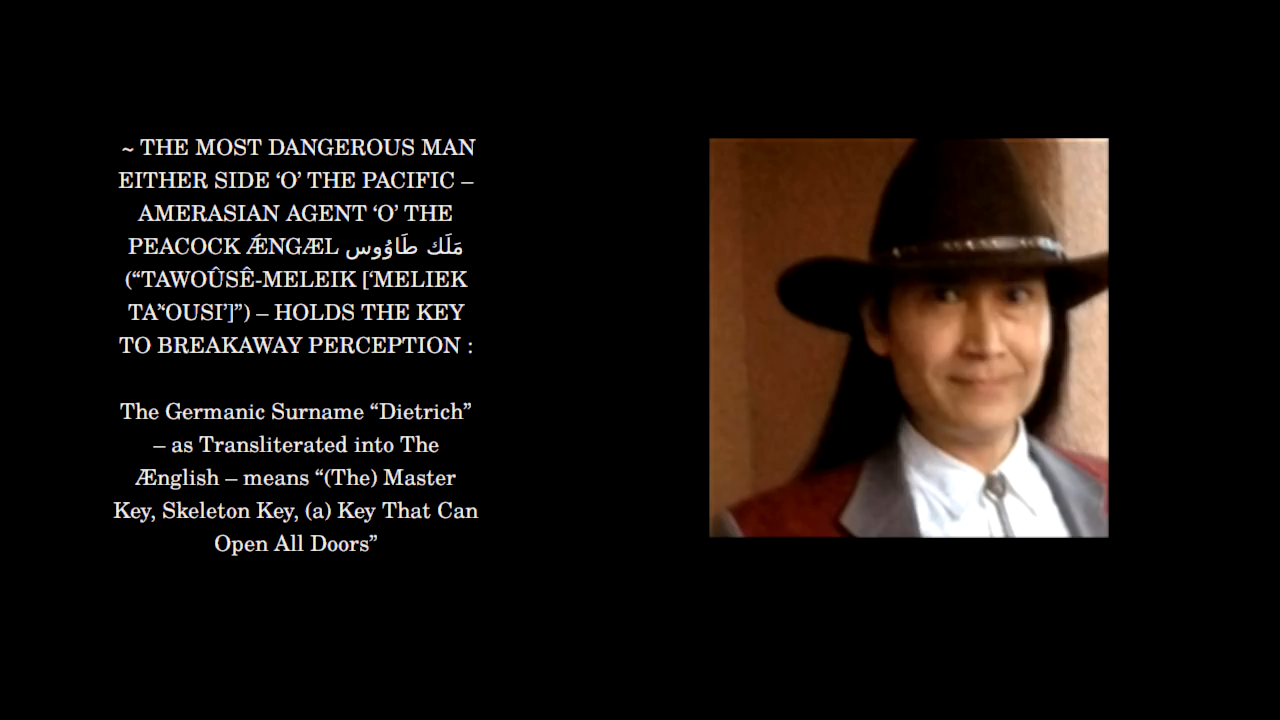 ~ THE MOST DANGEROUS MAN
EITHER SIDE ‘O’ THE PACIFIC –
AMERASIAN AGENT ‘O’ THE
PEACOCK ǼNGÆL مَلَك طَاوُوس
(“TAWOÛSÊ-MELEIK [‘MELIEK
TA’‘OUSI’]”) – HOLDS THE KEY
TO BREAKAWAY PERCEPTION :
The Germanic Surname “Dietrich”
– as Transliterated into The
Ænglish – means “(The) Master
Key, Skeleton Key, (a) Key That Can
Open All Doors”